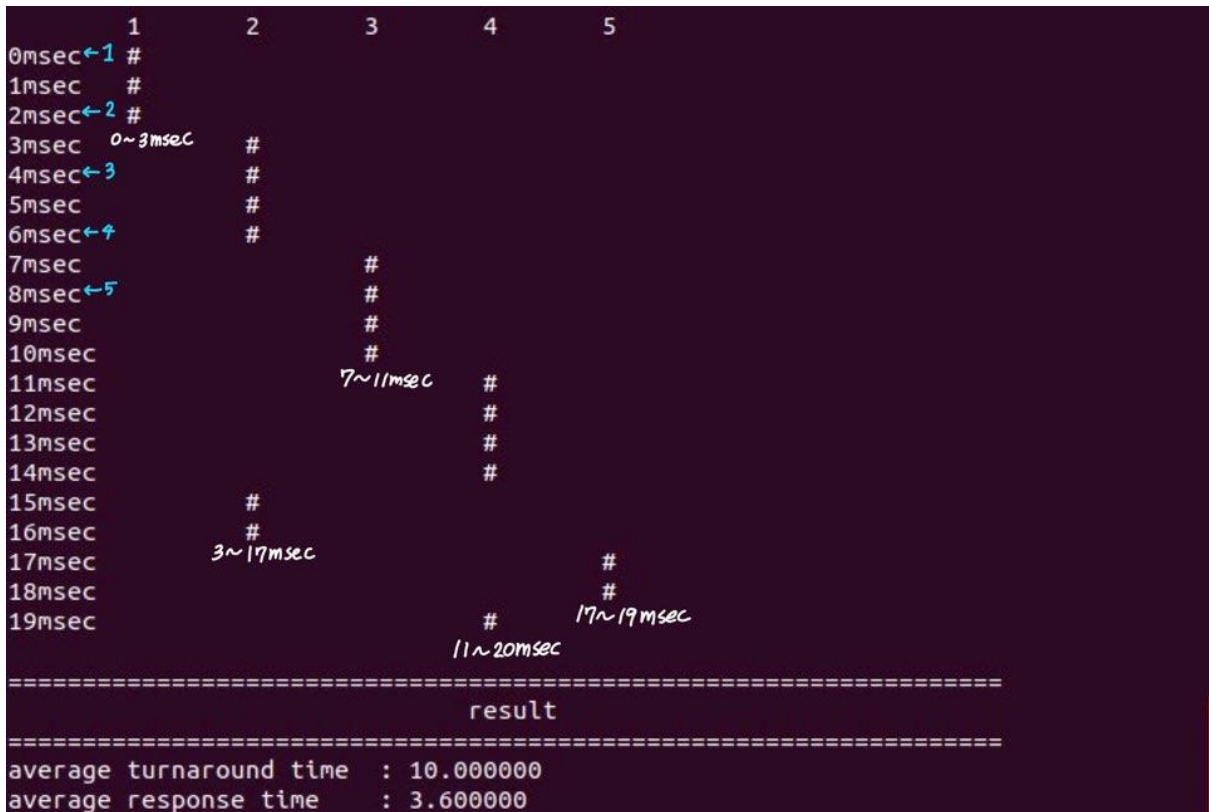 1 2 3 4 5
0msec ←1 #
1msec #
2msec ←2 #
3msec 0~3msec #
4msec ←3 #
5msec #
6msec ←4 #
7msec #
8msec ←5 #
9msec #
10msec #
11msec 7~11msec #
12msec #
13msec #
14msec #
15msec #
16msec #
3~17msec
17msec #
18msec #
19msec # 17~19msec
11~20msec
===================================================================
result
===================================================================
average turnaround time : 10.000000
average response time : 3.600000